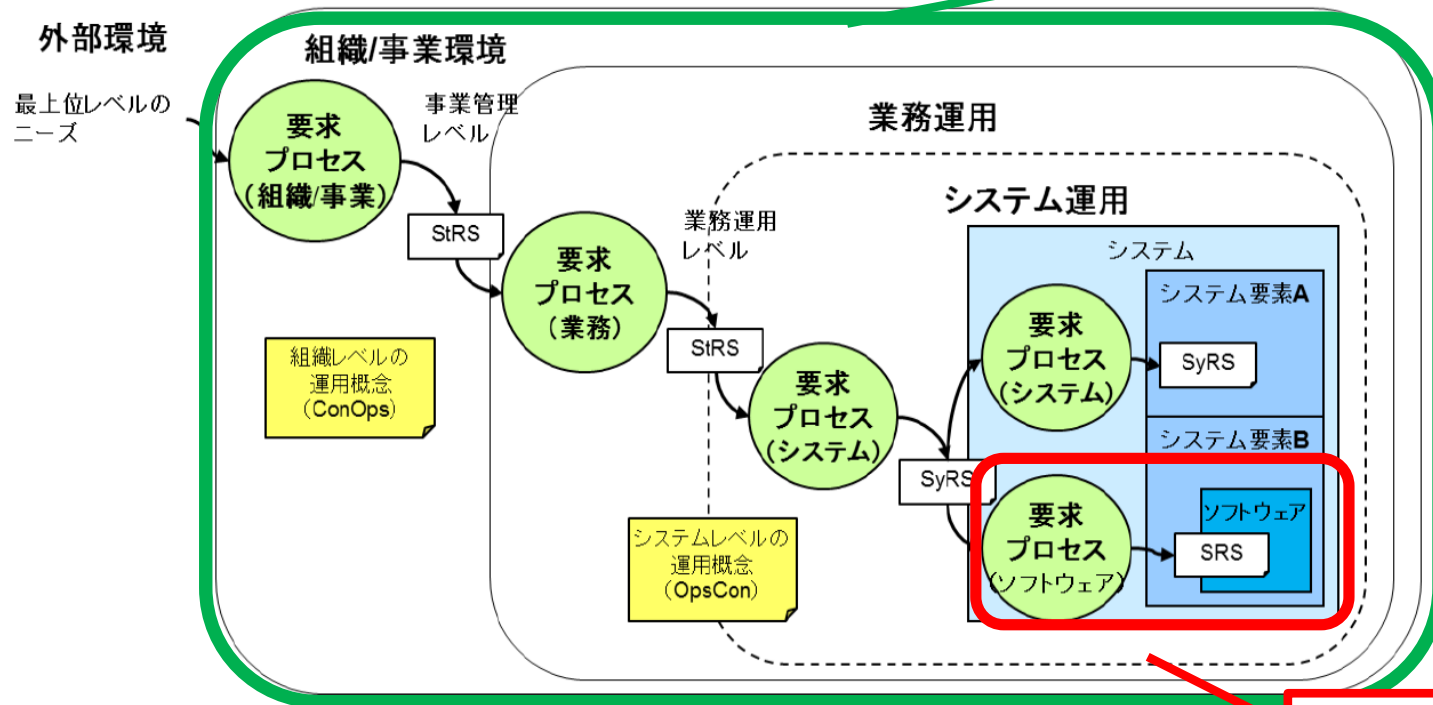 外部環境
組織/事業環境
最上位レベルの
ニーズ
要求
プロセス
(組織/事業)
事業管理
レベル
StRS
業務運用
要求
プロセス
(業務)
業務運用
レベル
StRS
システム運用
システム
要求
プロセス
(システム)
SyRS
要求
プロセス
(システム)
システム要素A
SyRS
システム要素B
要求
プロセス
(ソフトウェア)
ソフトウェア
SRS
組織レベルの
運用概念
(ConOps)
システムレベルの
運用概念
(OpsCon)